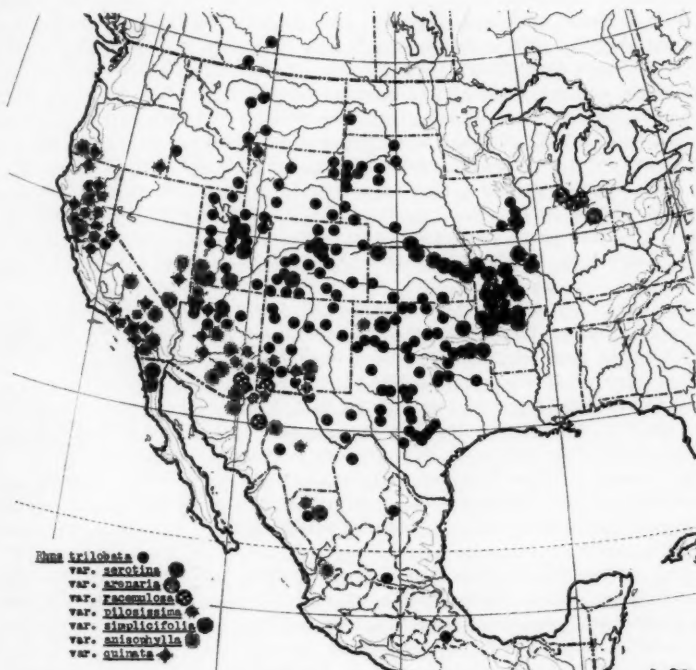 Rhus trilobata
var. serotina
var. arenaria
var. racemulosa
var. pilosissima
var. simplicifolia
var. anisophylla
var. quinata